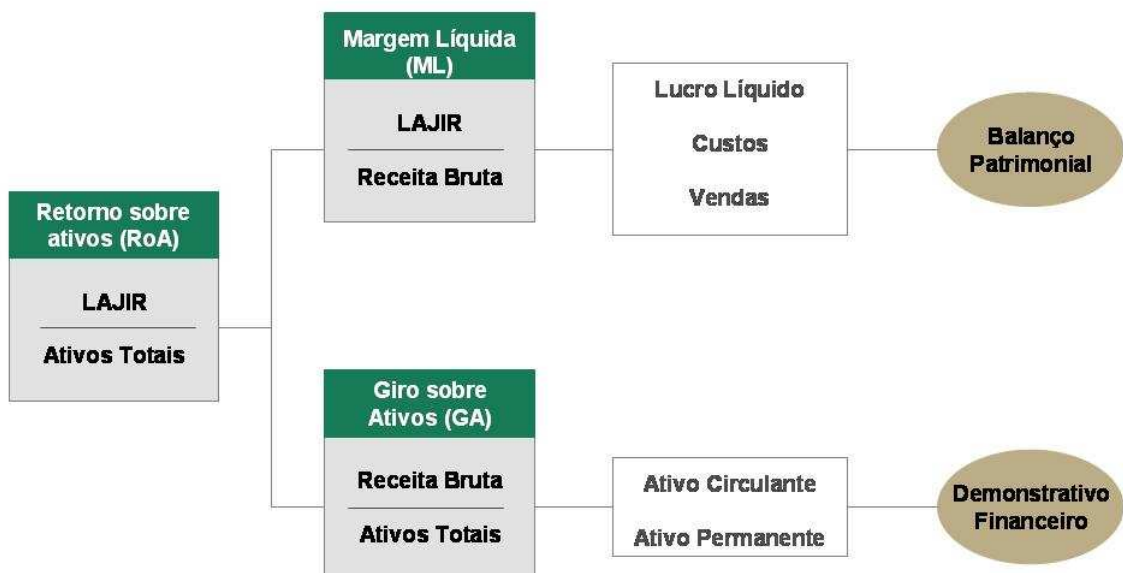 Retorno sobre
ativos (RoA)
LAJIR
Ativos Totais
Margem Líquida
(ML)
LAJIR
Receita Bruta
Lucro Líquido
Custos
Vendas
Balanço
Patrimonial
Giro sobre
Ativos (GA)
Receita Bruta
Ativos Totais
Ativo Circulante
Ativo Permanente
Demonstrativo
Financeiro